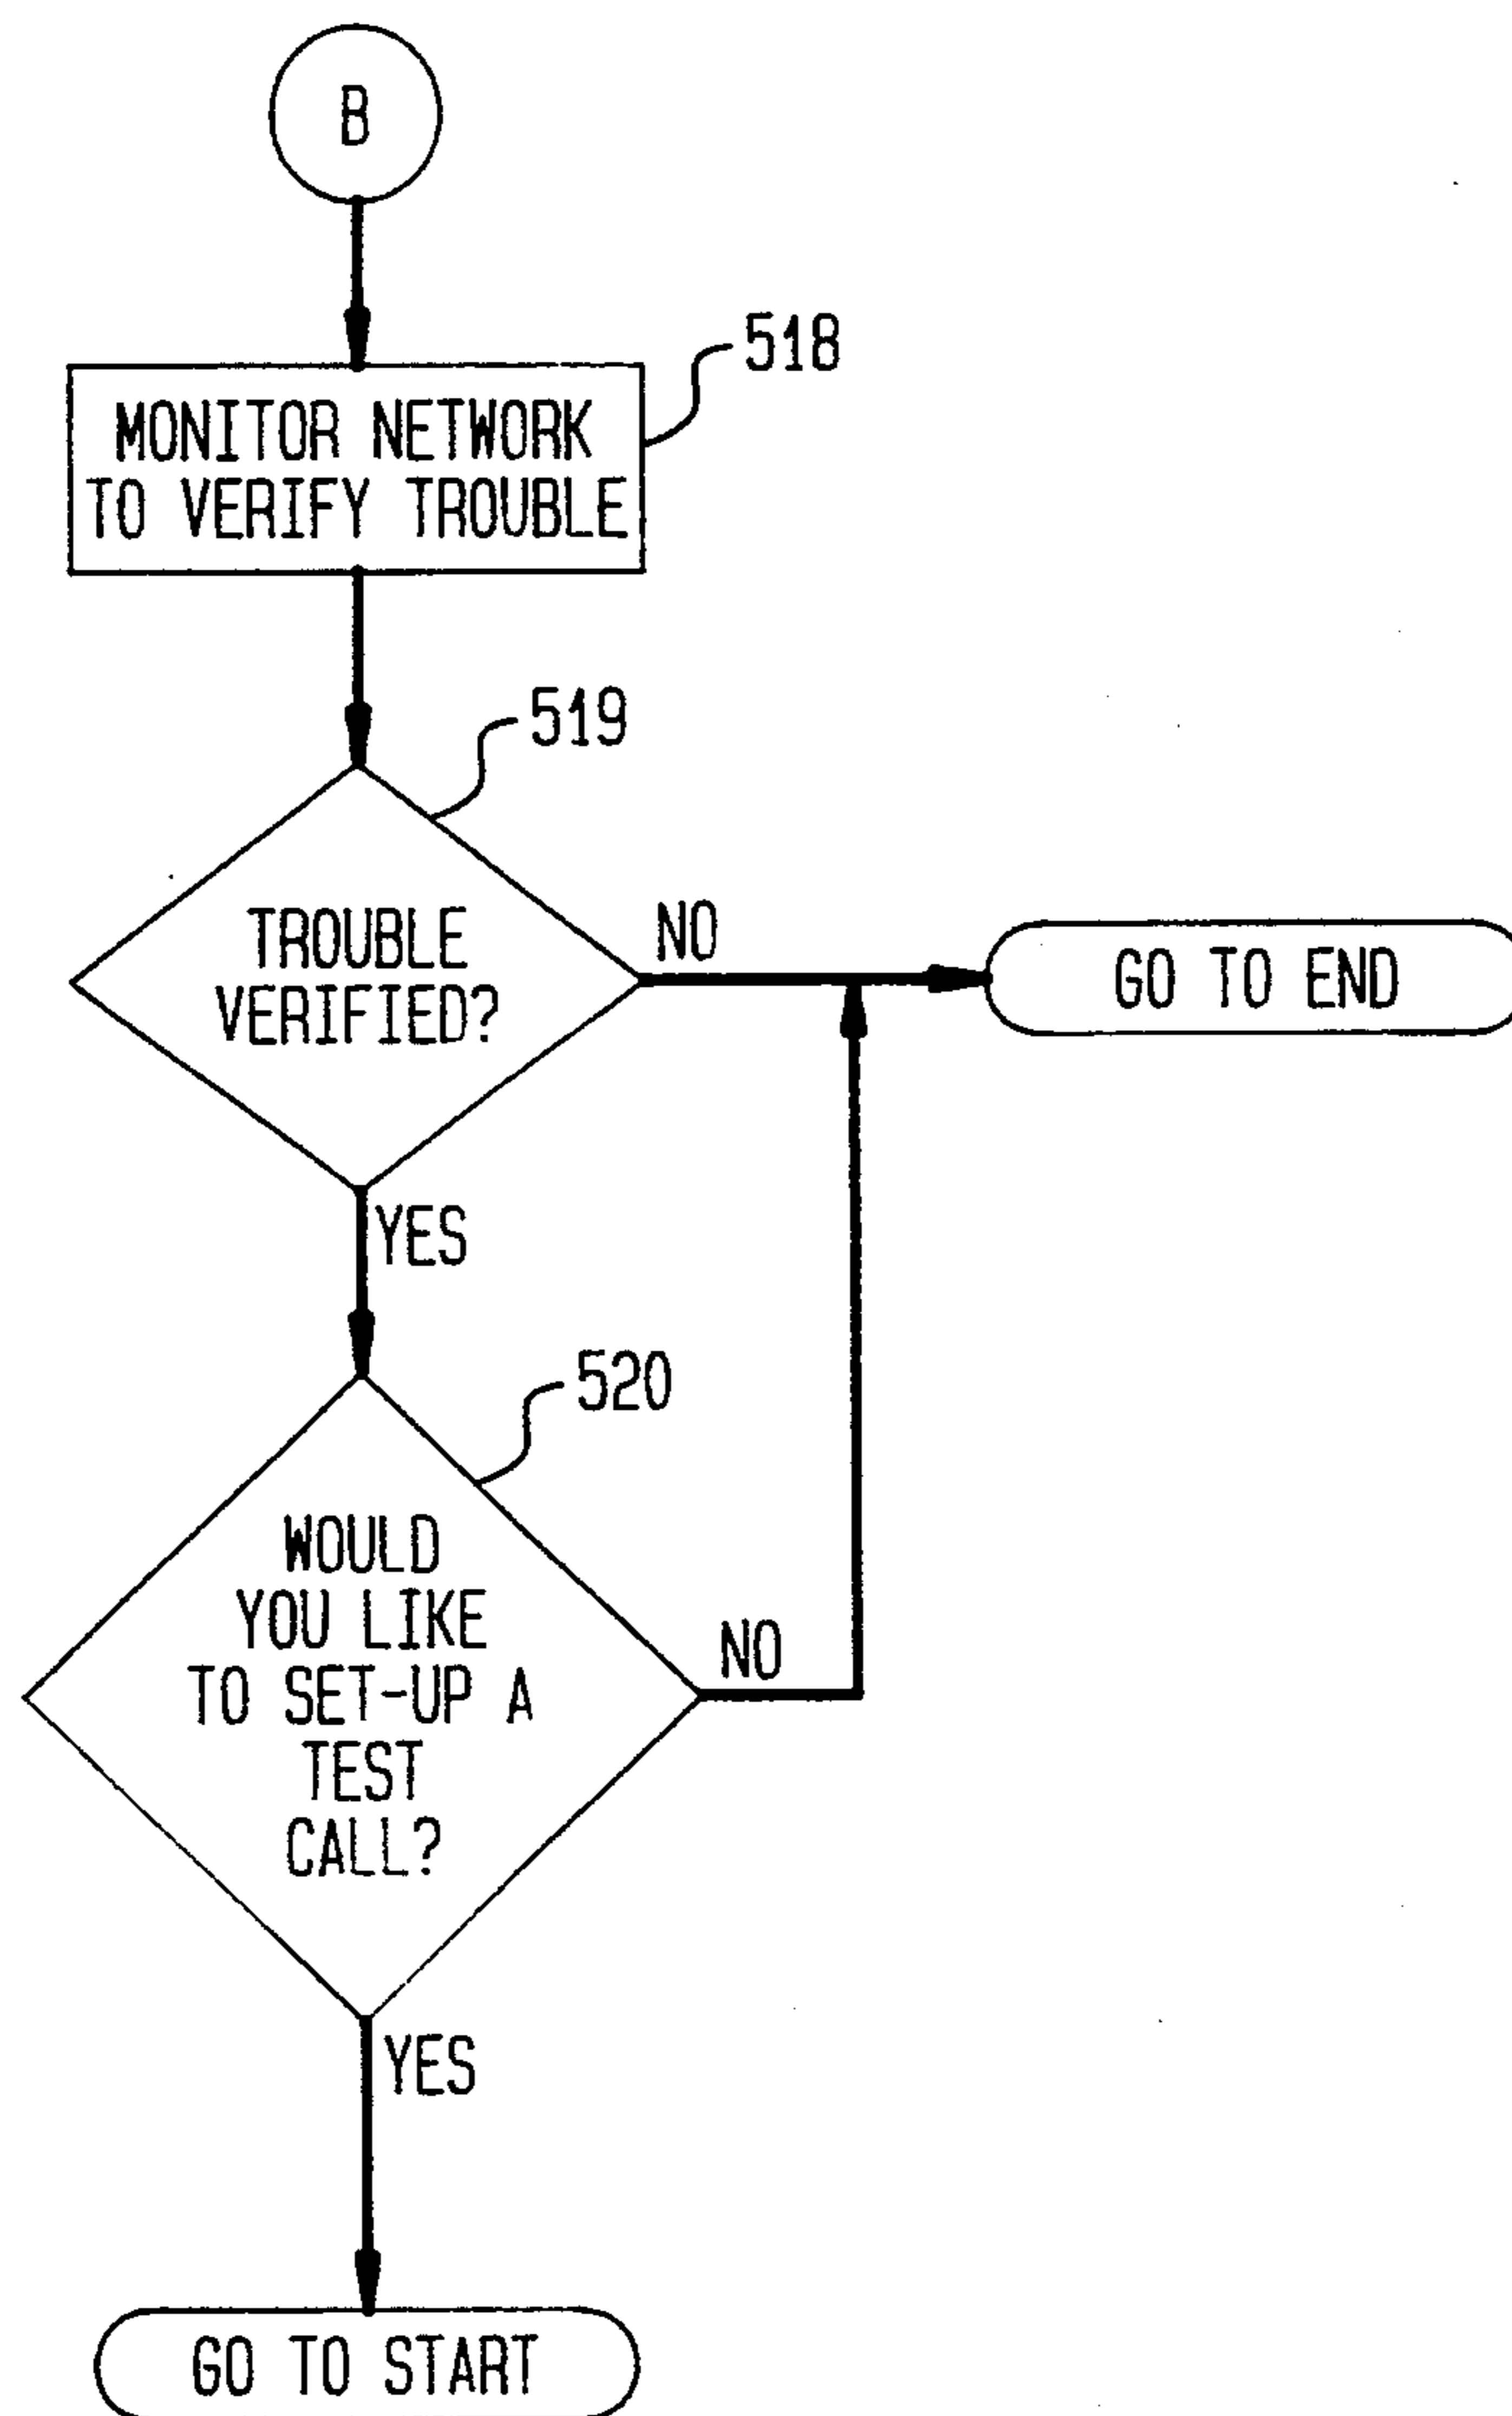 B
518
MONITOR NETWORK
TO VERIFY TROUBLE
519
TROUBLE
VERIFIED?
NO
GO TO END
YES
520
WOULD
YOU LIKE
TO SET-UP A
TEST
CALL?
NO
YES
GO TO START